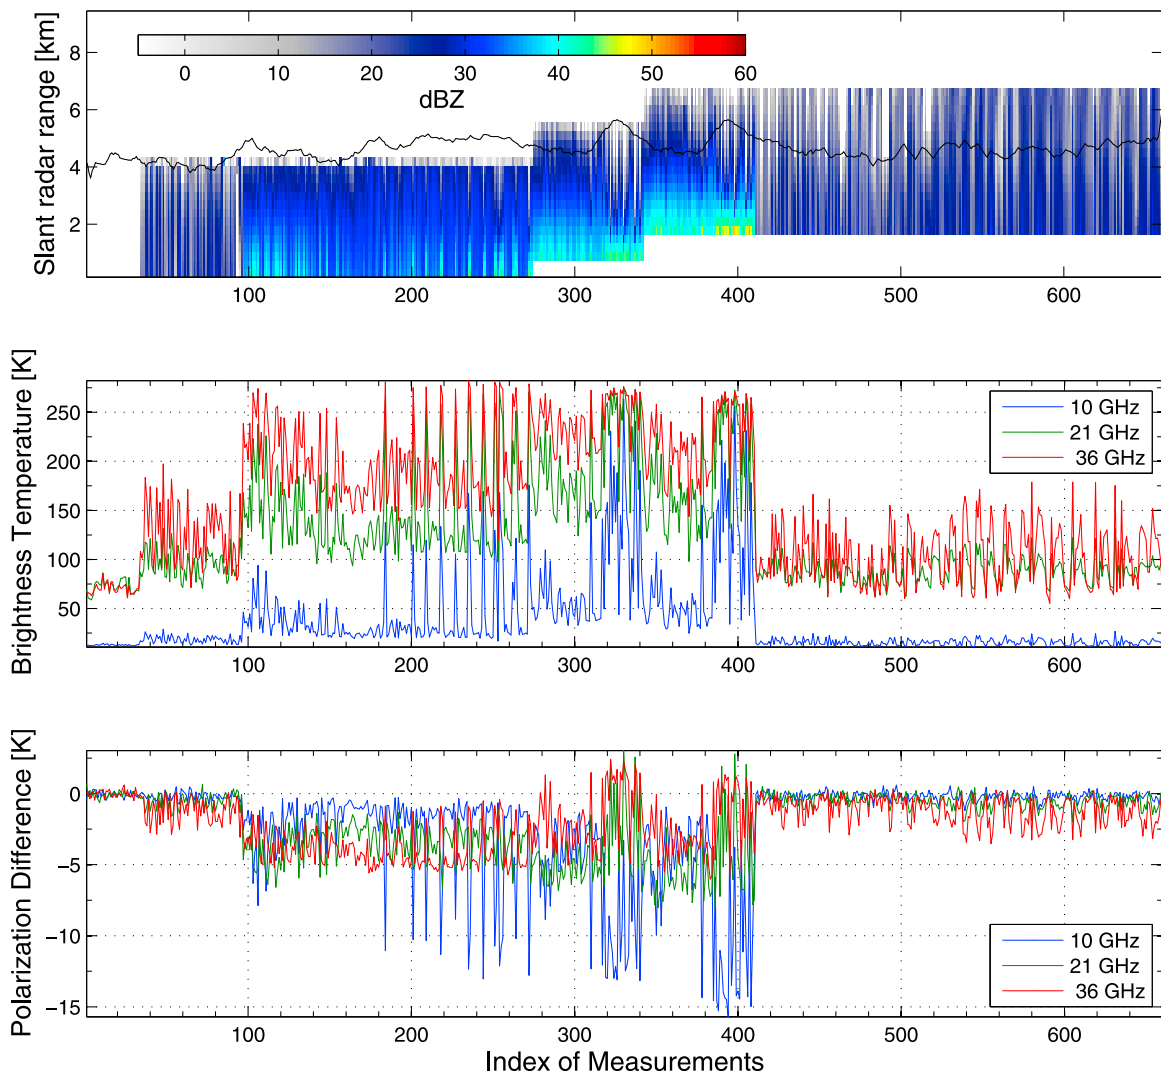 Slant radar range [km]
8
6
4
2
0 10 20 30 40 50 60
dBZ
100 200 300 400 500 600
Brightness Temperature [K]
250
200
150
100
50
10 GHz
21 GHz
36 GHz
100 200 300 400 500 600
Polarization Difference [K]
0
−5
−10
−15
10 GHz
21 GHz
36 GHz
100 200 300 400 500 600
Index of Measurements